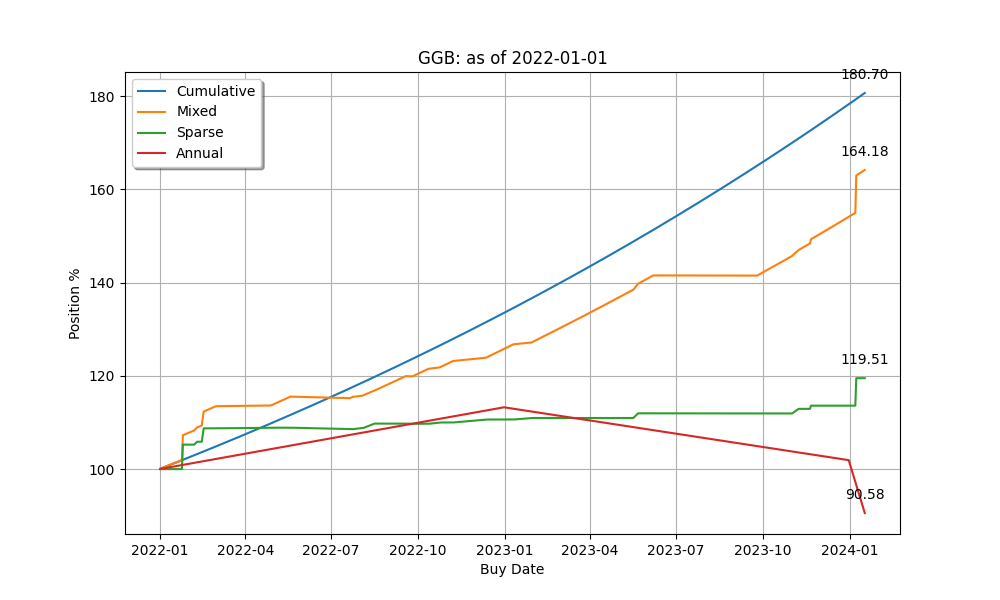 GGB: as of 2022-01-01
Cumulative
Mixed
Sparse
Annual
180.70
164.18
119.51
90.58
Position %
180
160
140
120
100
2022-01 2022-04 2022-07 2022-10 2023-01 2023-04 2023-07 2023-10 2024-01
Buy Date